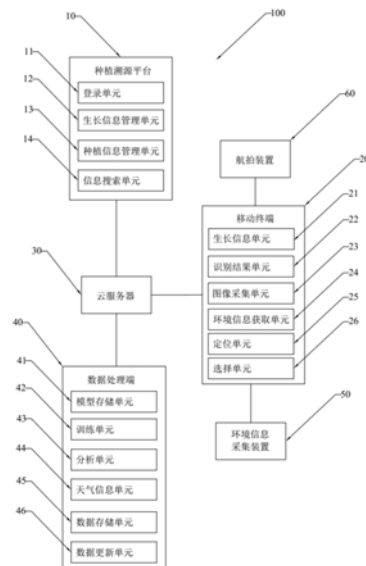 10
100
种植溯源平台
11
登录单元
12
生长信息管理单元
13
种植信息管理单元
14
信息搜索单元
60
航拍装置
20
移动终端
21
生长信息单元
22
识别结果单元
23
图像采集单元
24
环境信息获取单元
25
定位单元
26
选择单元
30
云服务器
40
数据处理端
41
模型存储单元
42
训练单元
43
分析单元
44
天气信息单元
45
数据存储单元
46
数据更新单元
50
环境信息
采集装置